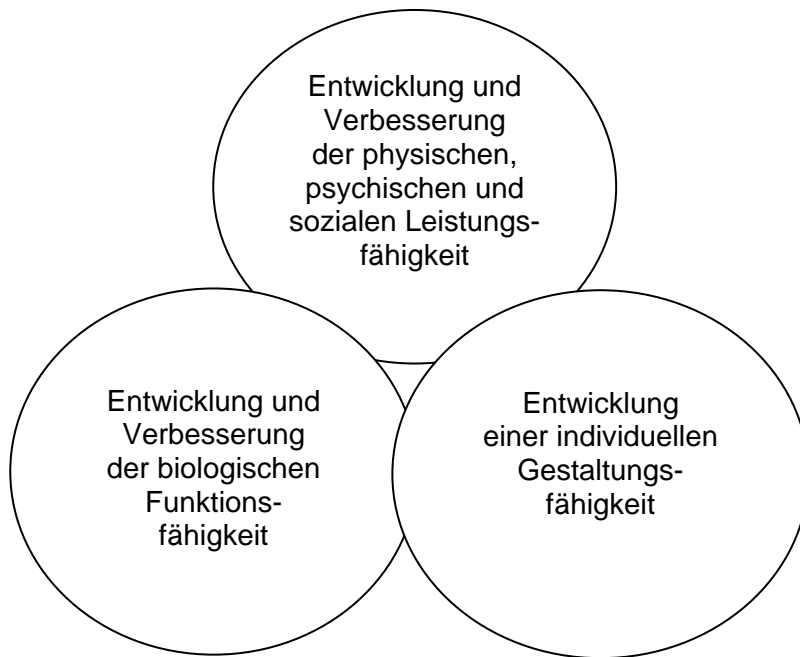 Entwicklung und
Verbesserung
der physischen,
psychischen und
sozialen Leistungs-
fähigkeit
Entwicklung und
Verbesserung
der biologischen
Funktions-
fähigkeit
Entwicklung
einer individuellen
Gestaltungs-
fähigkeit